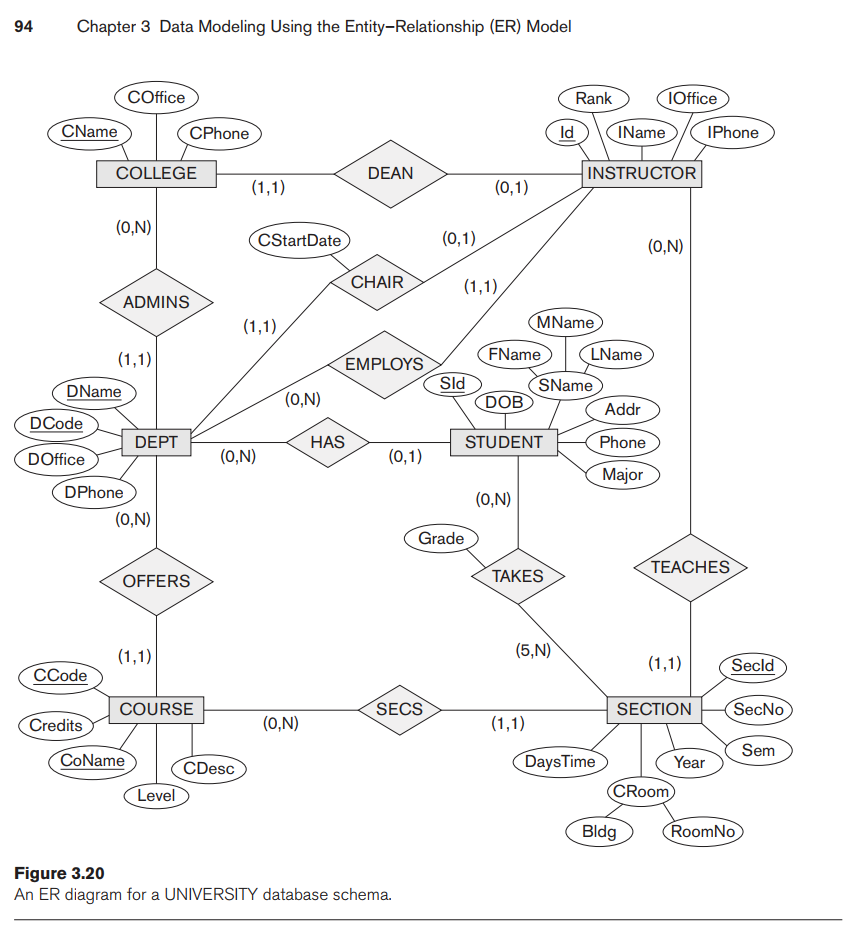 94 Chapter 3 Data Modeling Using the Entity–Relationship (ER) Model
COffice
CName
CPhone
COLLEGE
Rank
IOffice
Id
IName
IPhone
INSTRUCTOR
DEAN
(1,1)
(0,1)
(0,N)
CStartDate
(0,1)
(0,N)
CHAIR
(1,1)
ADMINS
(1,1)
MName
(1,1)
EMPLOYS
FName
LName
SId
SName
DName
(0,N)
DOB
Addr
DCode
DEPT
HAS
STUDENT
Phone
DOffice
(0,N)
(0,1)
Major
DPhone
(0,N)
(0,N)
Grade
OFFERS
TAKES
TEACHES
(1,1)
(5,N)
(1,1)
SecId
CCode
COURSE
SECS
SECTION
SecNo
Credits
(0,N)
(1,1)
CoName
CDesc
DaysTime
Year
Sem
Level
CRoom
Bldg
RoomNo
Figure 3.20
An ER diagram for a UNIVERSITY database schema.